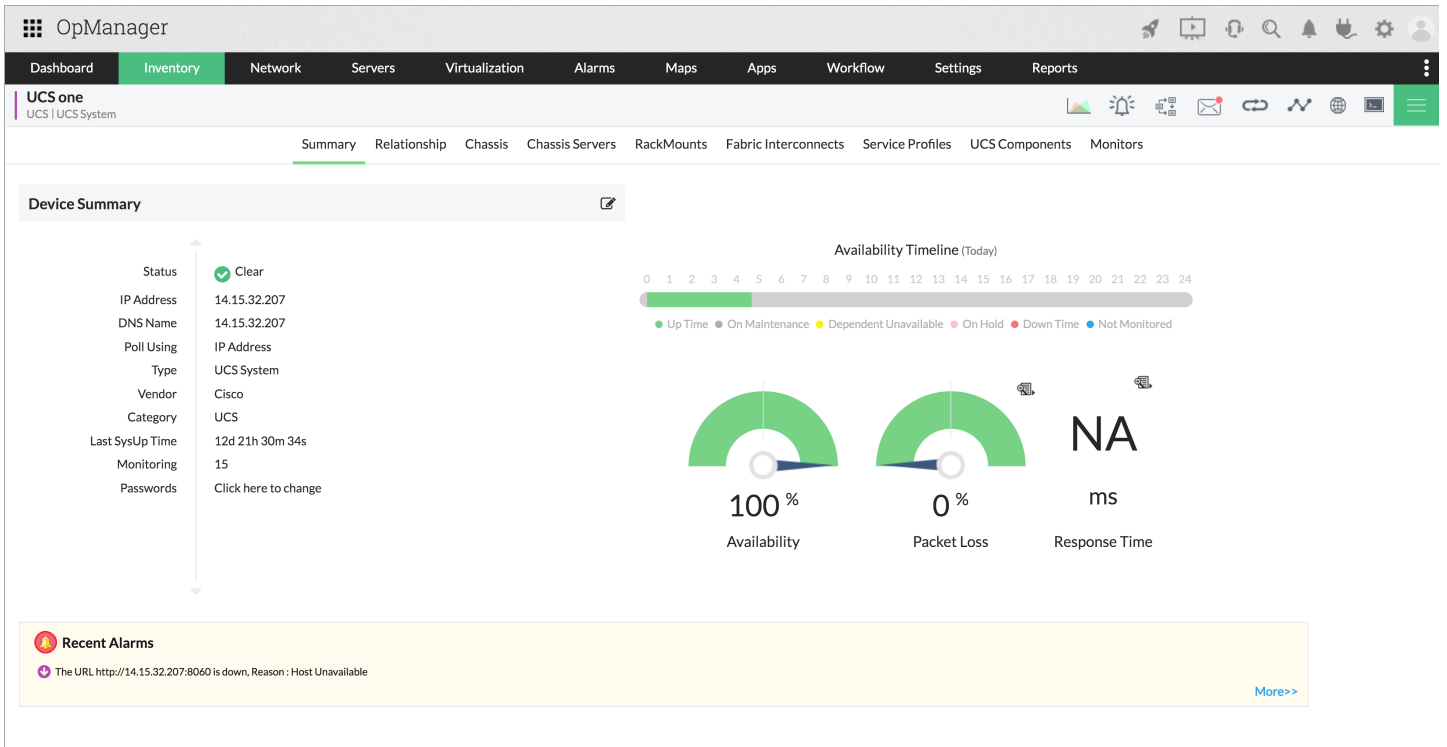 OpManager
Dashboard Inventory Network Servers Virtualization Alarms Maps Apps Workflow Settings Reports
UCS one
UCS | UCS System
Summary Relationship Chassis Chassis Servers RackMounts Fabric Interconnects Service Profiles UCS Components Monitors
Device Summary
Status Clear
IP Address 14.15.32.207
DNS Name 14.15.32.207
Poll Using IP Address
Type UCS System
Vendor Cisco
Category UCS
Last SysUp Time 12d 21h 30m 34s
Monitoring 15
Passwords Click here to change
Availability Timeline (Today)
0 1 2 3 4 5 6 7 8 9 10 11 12 13 14 15 16 17 18 19 20 21 22 23 24
Up Time On Maintenance Dependent Unavailable On Hold Down Time Not Monitored
100 % 0 % NA
ms
Availability Packet Loss Response Time
Recent Alarms
The URL http://14.15.32.207:8060 is down, Reason : Host Unavailable
More>>